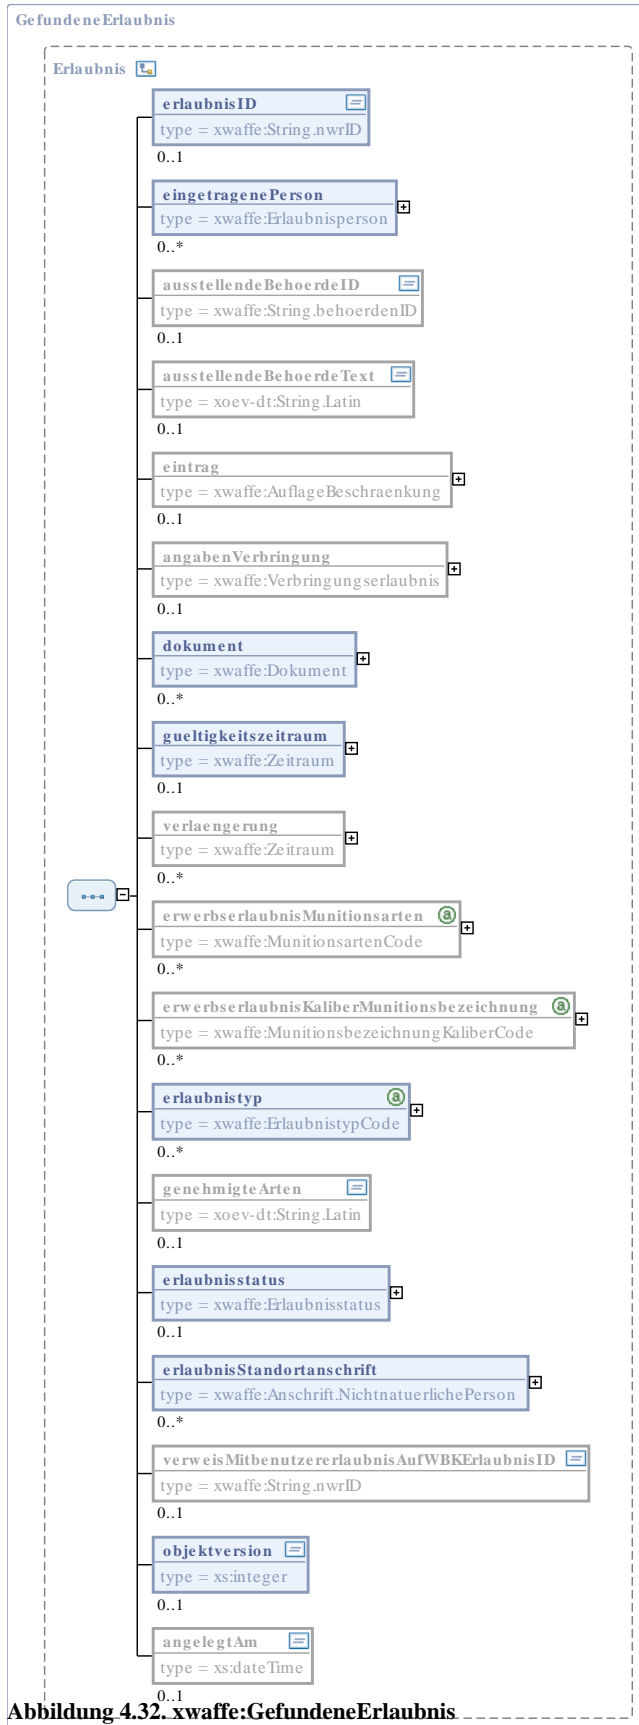 GefundeneErlaubnis
Erlaubnis
erlaubnisID
type = xwaffe:String.nwrID
0..1
eingetragenePerson
type = xwaffe:Erlaubnisperson
0..*
ausstellendeBehoerdeID
type = xwaffe:String.behoerdenID
0..1
ausstellendeBehoerdeText
type = xoev-dt:String.Latin
0..1
eintrag
type = xwaffe:AuflageBeschraenkung
0..1
angabenVerbringung
type = xwaffe:Verbringungserlaubnis
0..1
dokument
type = xwaffe:Dokument
0..*
gueltigkeitszeitraum
type = xwaffe:Zeitraum
0..1
verlaengerung
type = xwaffe:Zeitraum
0..*
erwerbserlaubnisMunitionsarten
type = xwaffe:MunitionsartenCode
0..*
erwerbserlaubnisKaliberMunitionsbezeichnung
type = xwaffe:MunitionsbezeichnungKaliberCode
0..*
erlaubnistyp
type = xwaffe:ErlaubnistypCode
0..*
genehmigteArten
type = xoev-dt:String.Latin
0..1
erlaubnisstatus
type = xwaffe:Erlaubnisstatus
0..1
erlaubnisStandortanschrift
type = xwaffe:Anschrift.NichtnatuerlichePerson
0..*
verweisMitbenutzererlaubnisAufWBKErlaubnisID
type = xwaffe:String.nwrID
0..1
objektversion
type = xs:integer
0..1
angelegtAm
type = xs:dateTime
0..1
Abbildung 4.32. xwaffe:GefundeneErlaubnis